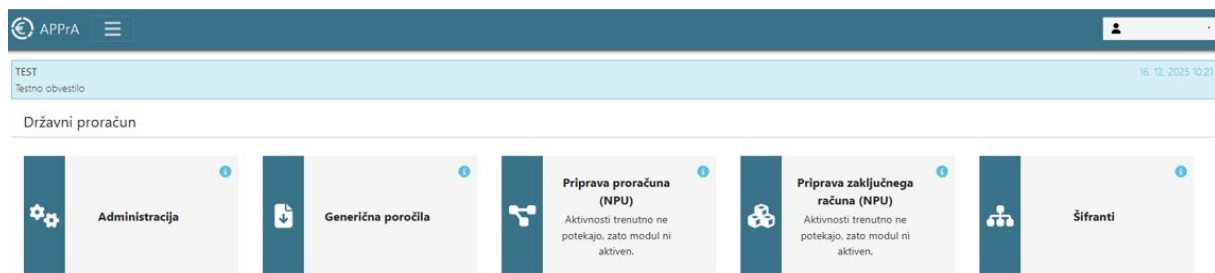 APPrA
TEST
16. 12. 2025 10:21
Testno obvestilo
Državni proračun
Administracija
Generična poročila
Priprava proračuna
(NPU)
Aktivnosti trenutno ne
potekajo, zato modul ni
aktiven.
Priprava zaključnega
računa (NPU)
Aktivnosti trenutno ne
potekajo, zato modul ni
aktiven.
Šifranti